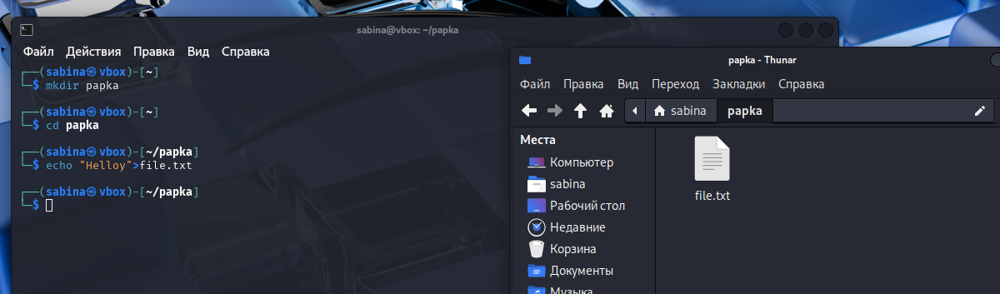 sabina@vbox: ~/papka
Файл Действия Правка Вид Справка
┌──(sabina㉿vbox)-[~]
└─$ mkdir papka
┌──(sabina㉿vbox)-[~]
└─$ cd papka
┌──(sabina㉿vbox)-[~/papka]
└─$ echo "Helloy">file.txt
┌──(sabina㉿vbox)-[~/papka]
└─$
papka - Thunar
Файл Правка Вид Переход Закладки Справка
sabina papka
Места
Компьютер
sabina
Рабочий стол
Недавние
Корзина
Документы
Музыка
file.txt